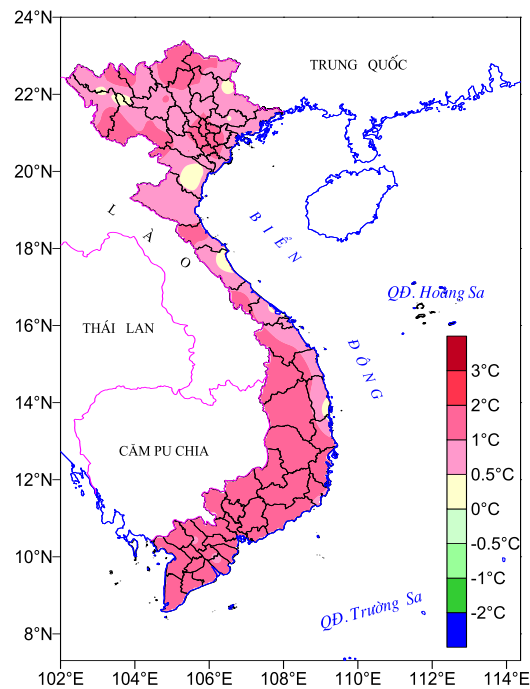 24°N
22°N
20°N
18°N
16°N
14°N
12°N
10°N
8°N
102°E
104°E
106°E
108°E
110°E
112°E
114°E
TRUNG QUỐC
LÀO
BIỂN
ĐÔNG
QĐ. Hoàng Sa
THÁI LAN
CĂM PU CHIA
QĐ. Trường Sa
3°C
2°C
1°C
0.5°C
0°C
-0.5°C
-1°C
-2°C